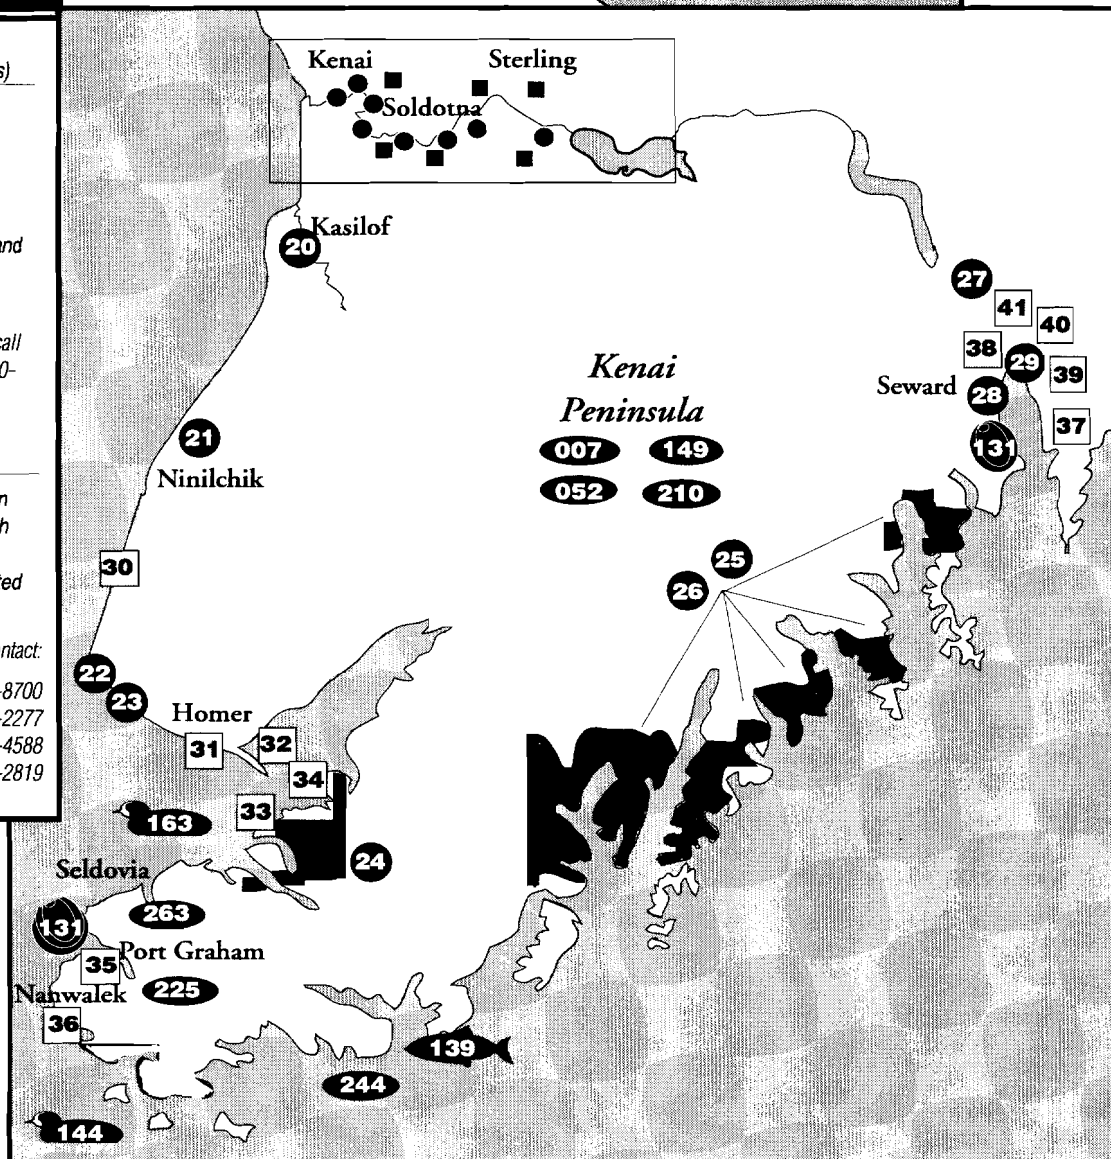 s)
and
call
0-
n
h
ted
ntact:
-8700
-2277
-4588
-2819
Kenai
Sterling
Soldotna
Kasilof
20
27
41
40
38
29
39
Seward
28
37
131
Kenai
Peninsula
007
149
052
210
21
Ninilchik
30
25
26
22
23
Homer
31
32
34
33
163
24
Seldovia
263
131
Port Graham
35
225
Nanwalek
36
139
244
144